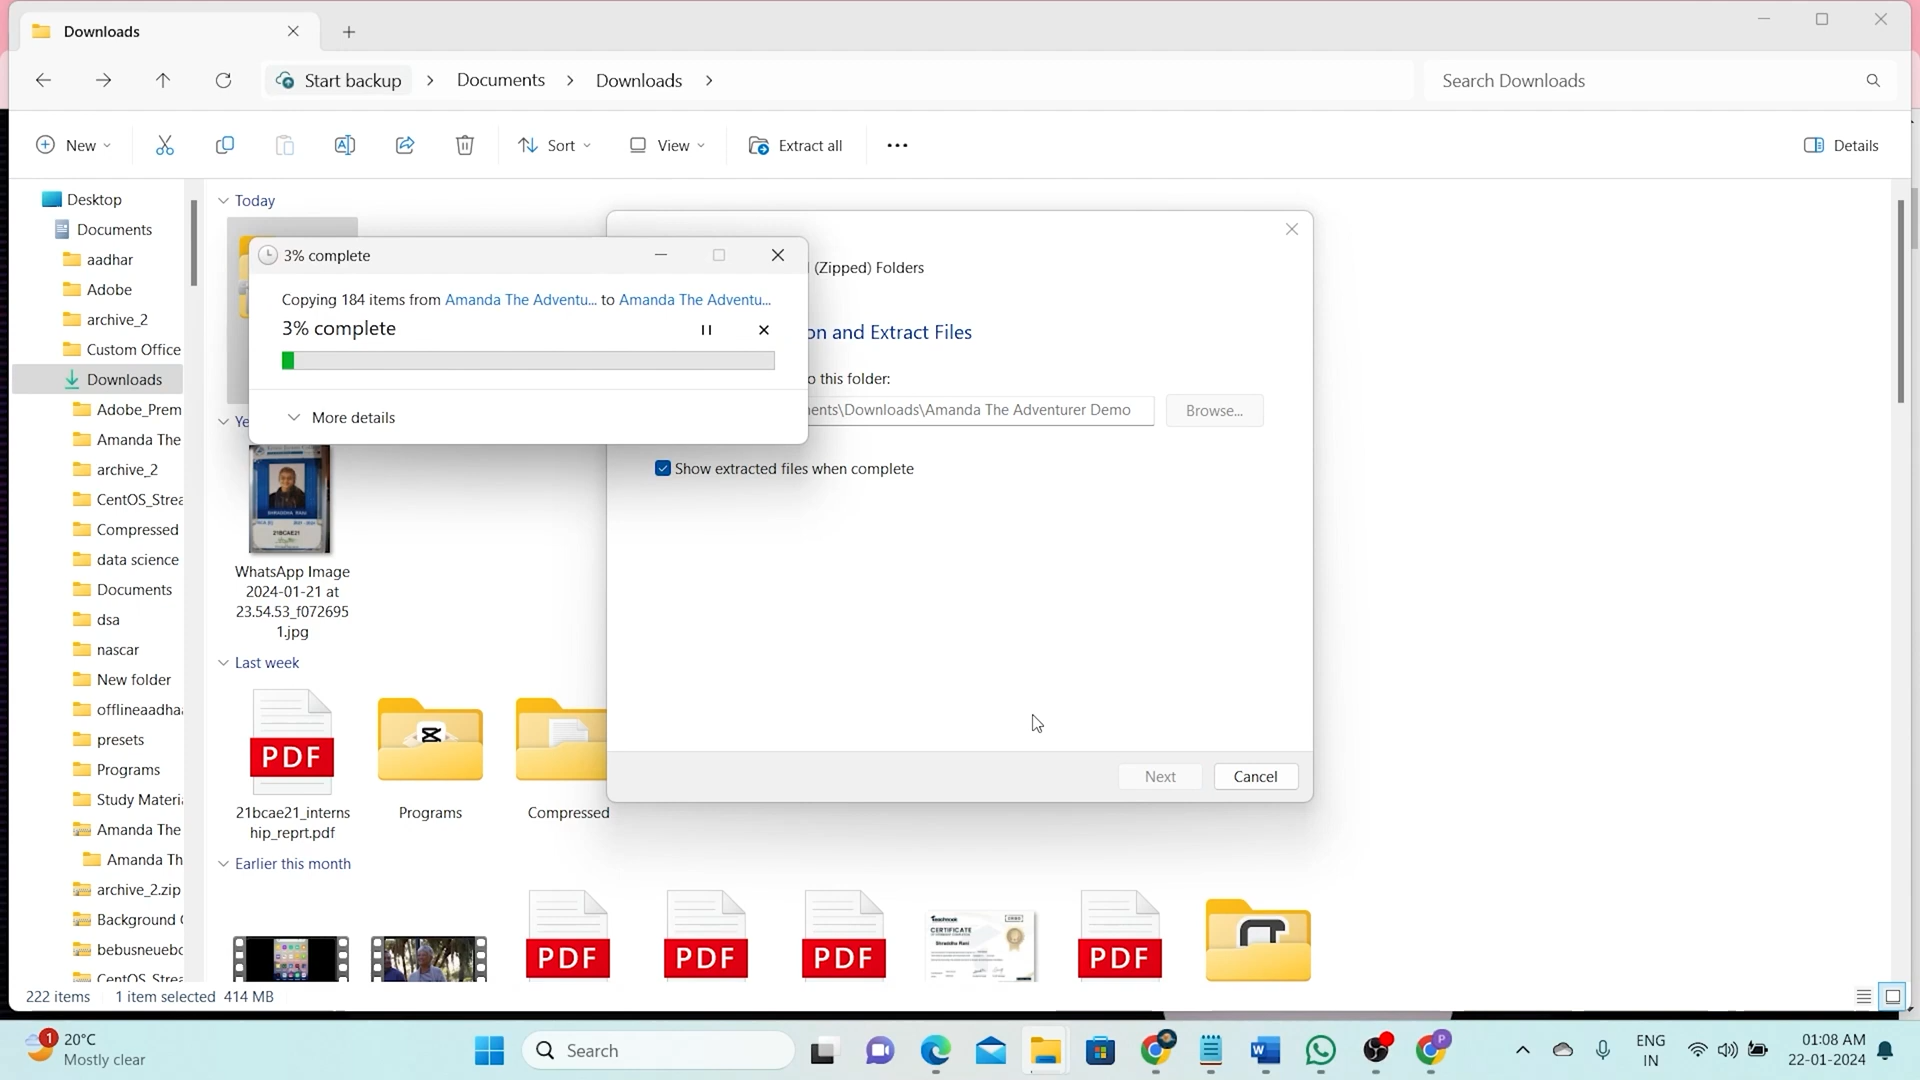 Downloads
Start backup
Documents
Downloads
Search Downloads
New
Sort
View
Extract all
Details
Desktop
Documents
aadhar
Adobe
archive_2
Custom Office
Downloads
Adobe_Prem
Amanda The
archive_2
CentOS_Strea
Compressed
data science
Documents
dsa
nascar
New folder
offlineaadha
presets
Programs
Study Materi
Amanda The
Amanda Th
archive_2.zip
Background
bebusneuebo
CentOS_Strea
Today
3% complete
Copying 184 items from Amanda The Adventu... to Amanda The Adventu...
3% complete
More details
(Zipped) Folders
on and Extract Files
o this folder:
ents\Downloads\Amanda The Adventurer Demo
Browse...
Show extracted files when complete
Next
Cancel
Ye
21BCAE21
WhatsApp Image
2024-01-21 at
23.54.53_f072695
1.jpg
Last week
PDF
21bcae21_interns
hip_reprt.pdf
Programs
Compressed
Earlier this month
PDF
PDF
PDF
CERTIFICATE
PDF
222 items
1 item selected
414 MB
1
20°C
Mostly clear
Search
P
ENG
IN
01:08 AM
22-01-2024